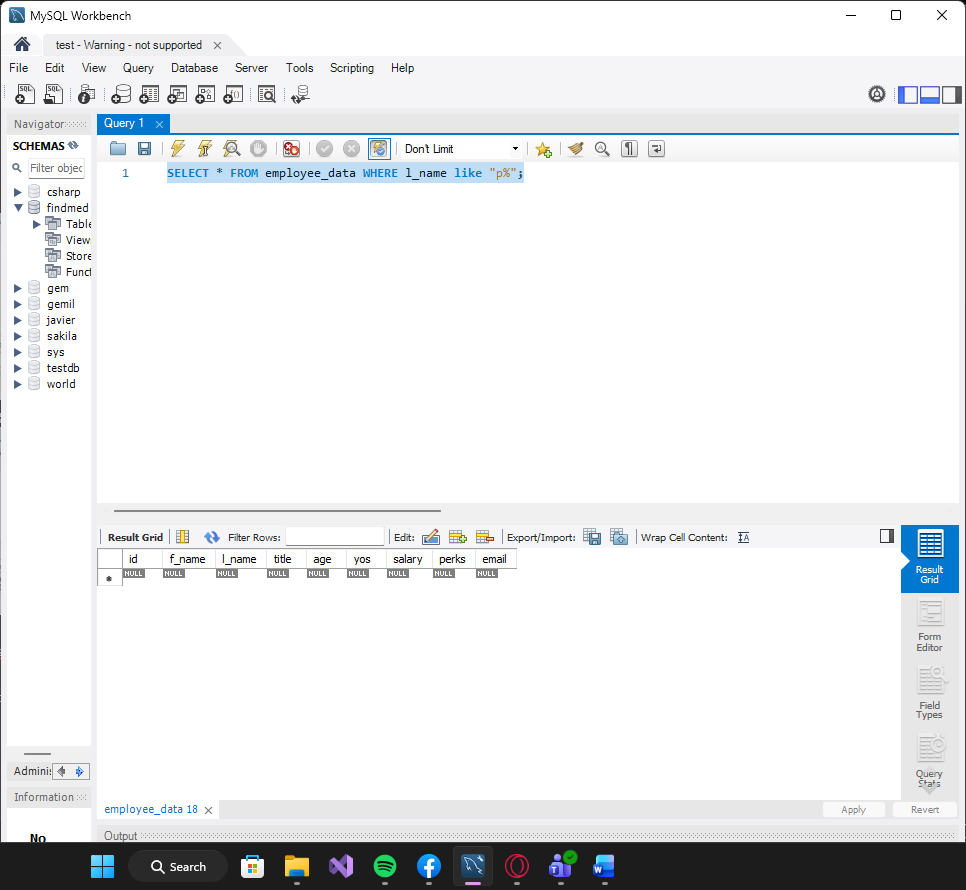 MySQL Workbench
test - Warning - not supported
File Edit View Query Database Server Tools Scripting Help
Navigator
Query 1
SCHEMAS
Don't Limit
Filter objec
1 SELECT * FROM employee_data WHERE l_name like "p%";
csharp
findmed
Table
Views
Store
Funct
gem
gemil
javier
sakila
sys
testdb
world
Result Grid Filter Rows: Edit: Export/Import: Wrap Cell Content:
id f_name l_name title age yos salary perks email
NULL NULL NULL NULL NULL NULL NULL NULL NULL
Result
Grid
Form
Editor
Field
Types
Query
Stats
Adminis
Information
No
employee_data 18
Apply Revert
Output
Search